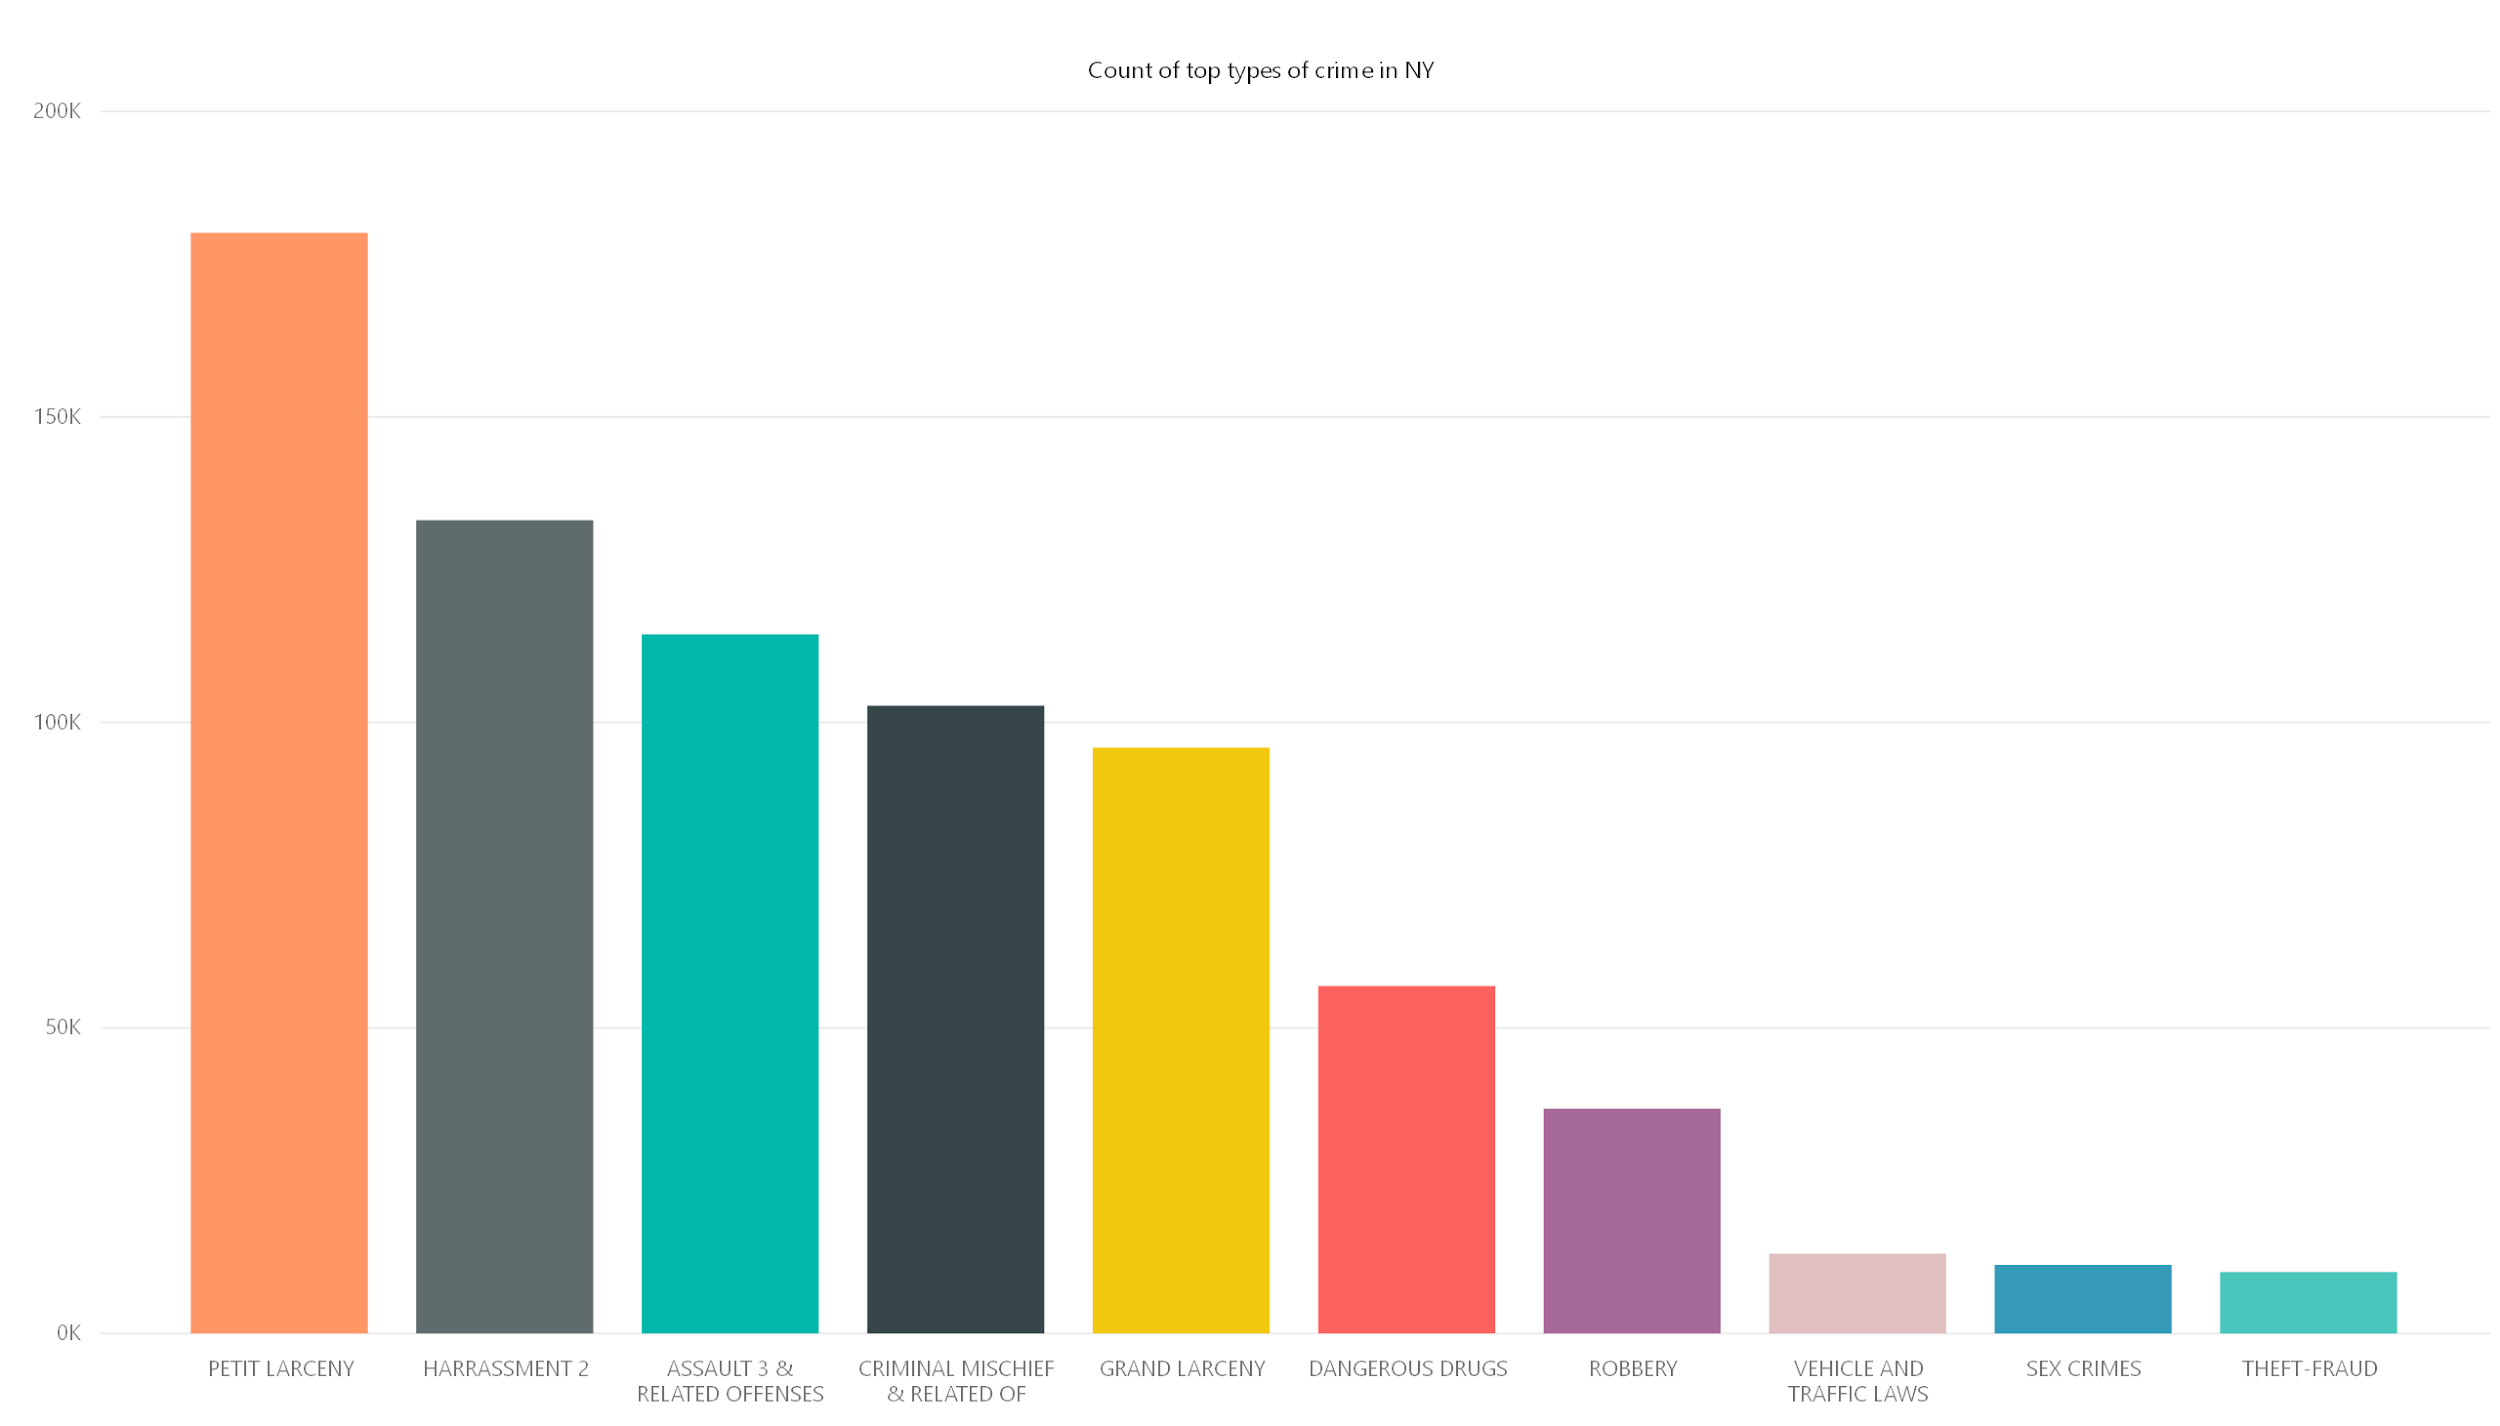 Count of top types of crime in NY
200K
150K
100K
50K
0K
PETIT LARCENY
HARRASSMENT 2
ASSAULT 3 &
RELATED OFFENSES
CRIMINAL MISCHIEF
& RELATED OF
GRAND LARCENY
DANGEROUS DRUGS
ROBBERY
VEHICLE AND
TRAFFIC LAWS
SEX CRIMES
THEFT-FRAUD